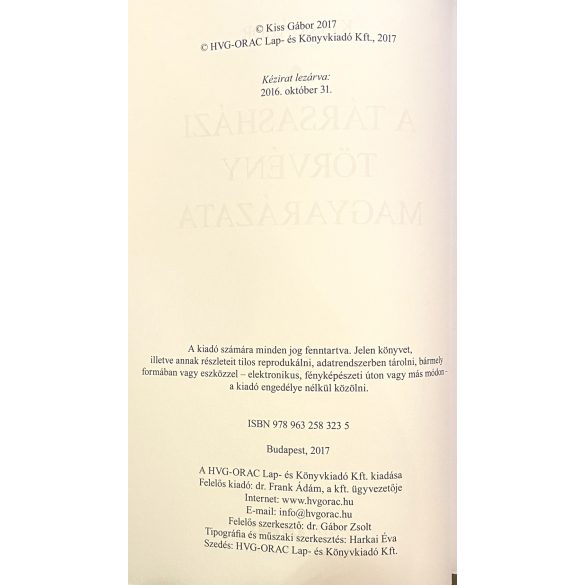 © Kiss Gábor 2017
© HVG-ORAC Lap- és Könyvkiadó Kft., 2017
Kézirat lezárva:
2016. október 31.
A TÁRSASHÁZI
TÖRVÉNY
MAGYARÁZATA
A kiadó számára minden jog fenntartva. Jelen könyvet,
illetve annak részleteit tilos reprodukálni, adatrendszerben tárolni, bármely
formában vagy eszközzel – elektronikus, fényképészeti úton vagy más módon –
a kiadó engedélye nélkül közölni.
ISBN 978 963 258 323 5
Budapest, 2017
A HVG-ORAC Lap- és Könyvkiadó Kft. kiadása
Felelős kiadó: dr. Frank Ádám, a kft. ügyvezetője
Internet: www.hvgorac.hu
E-mail: info@hvgorac.hu
Felelős szerkesztő: dr. Gábor Zsolt
Tipográfia és műszaki szerkesztés: Harkai Éva
Szedés: HVG-ORAC Lap- és Könyvkiadó Kft.